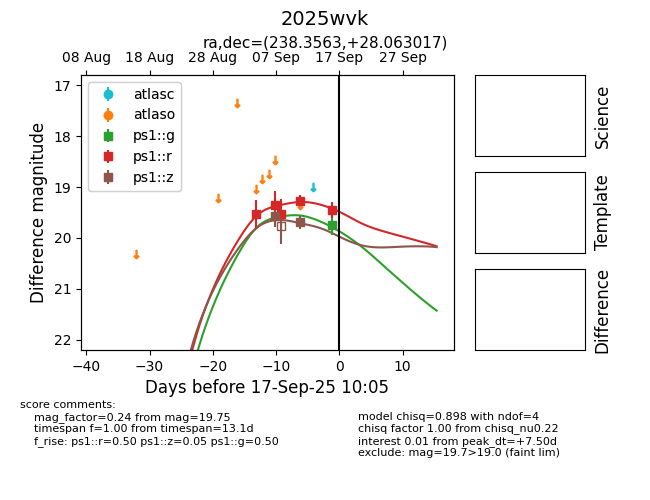 2025wvk
ra,dec=(238.3563,+28.063017)
08 Aug 18 Aug 28 Aug 07 Sep 17 Sep 27 Sep
atlasc
atlaso
ps1::g
ps1::r
ps1::z
17
18
19
20
21
22
Difference magnitude
−40 −30 −20 −10 0 10
Days before 17-Sep-25 10:05
Science
Template
Difference
score comments:
mag_factor=0.24 from mag=19.75
timespan f=1.00 from timespan=13.1d
f_rise: ps1::r=0.50 ps1::z=0.05 ps1::g=0.50
model chisq=0.898 with ndof=4
chisq factor 1.00 from chisq_nu0.22
interest 0.01 from peak_dt=+7.50d
exclude: mag=19.7>19.0 (faint lim)